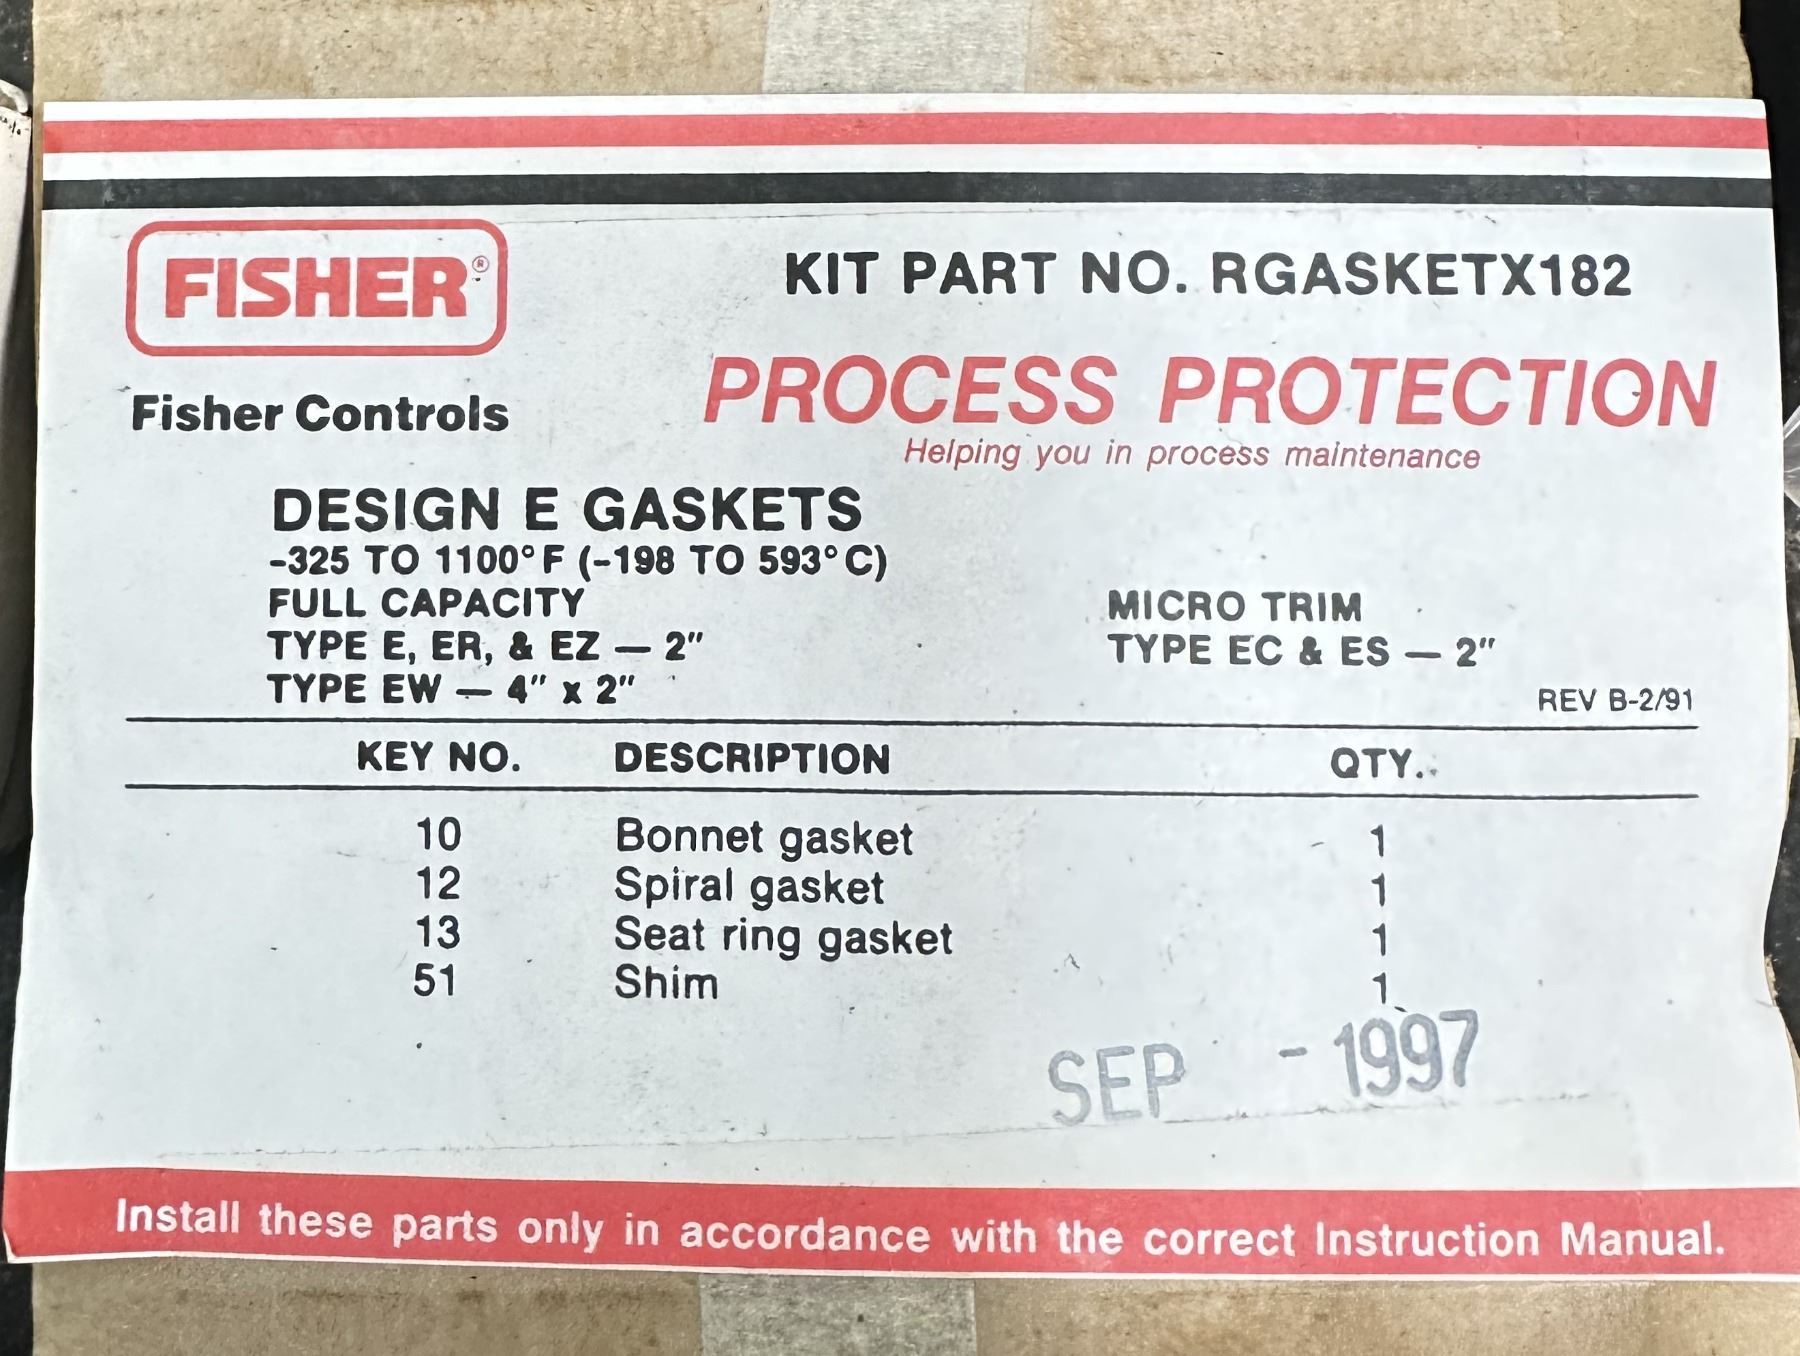 FISHER®
KIT PART NO. RGASKETX182
Fisher Controls
PROCESS PROTECTION
Helping you in process maintenance
DESIGN E GASKETS
-325 TO 1100°F (-198 TO 593°C)
FULL CAPACITY
TYPE E, ER, & EZ — 2"
TYPE EW — 4" x 2"
MICRO TRIM
TYPE EC & ES — 2"
REV B-2/91
KEY NO. DESCRIPTION QTY.
10 Bonnet gasket 1
12 Spiral gasket 1
13 Seat ring gasket 1
51 Shim 1
SEP - 1997
Install these parts only in accordance with the correct Instruction Manual.